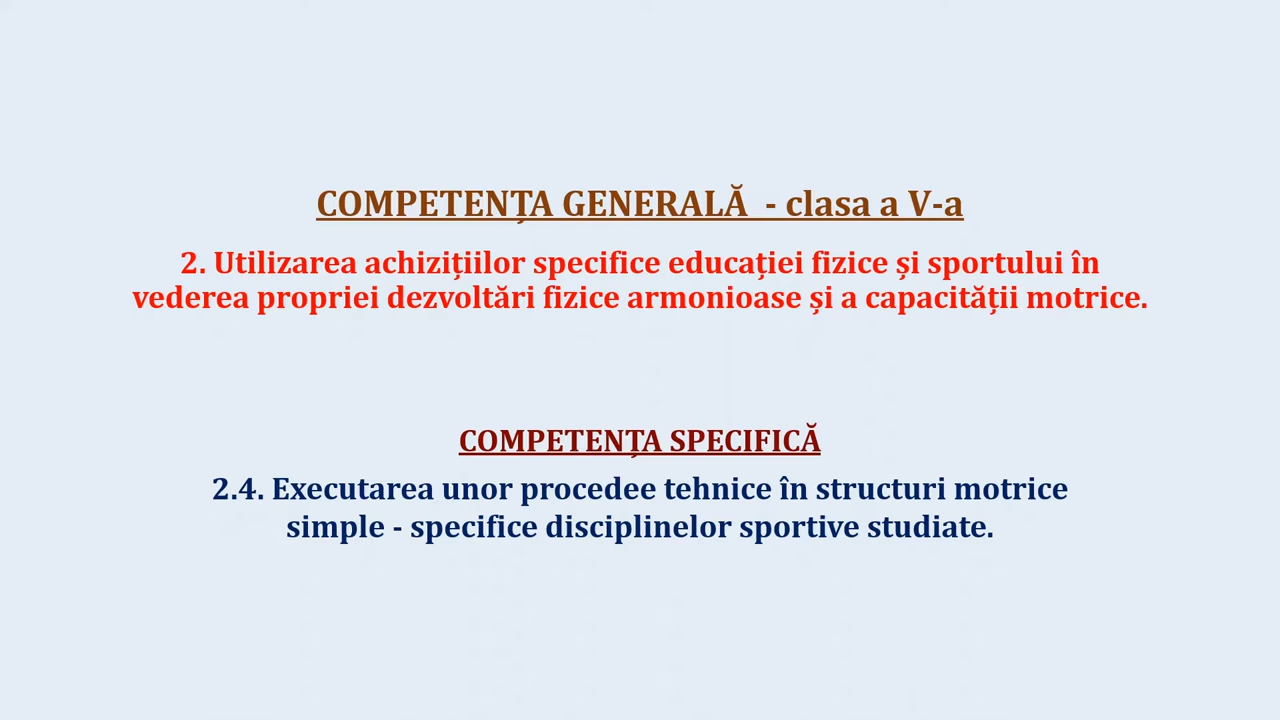 COMPETENȚA GENERALĂ - clasa a V-a
2. Utilizarea achizițiilor specifice educației fizice și sportului în
vederea propriei dezvoltări fizice armonioase și a capacității motrice.
COMPETENȚA SPECIFICĂ
2.4. Executarea unor procedee tehnice în structuri motrice
simple - specifice disciplinelor sportive studiate.